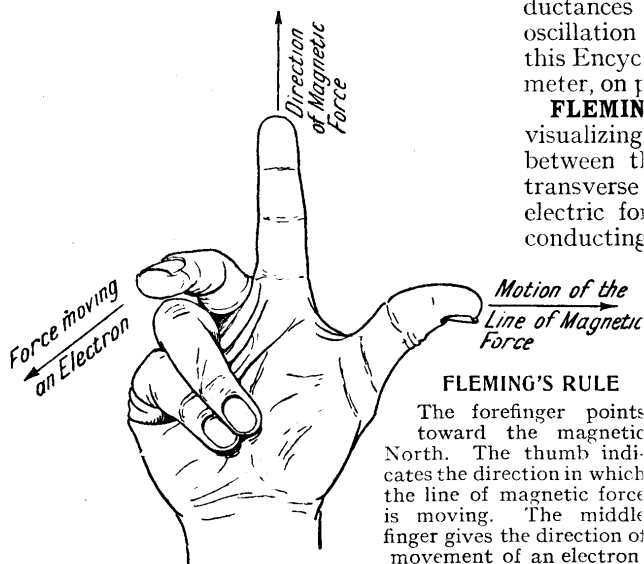 ductances
oscillation
this Encyc
meter, on p
FLEMIN
visualizing
between th
transverse
electric for
conducting
Direction
of Magnetic
Force
Force moving
an Electron
Motion of the
Line of Magnetic
Force
FLEMING'S RULE
The forefinger points
toward the magnetic
North. The thumb indi-
cates the direction in which
the line of magnetic force
is moving. The middle
finger gives the direction of
movement of an electron